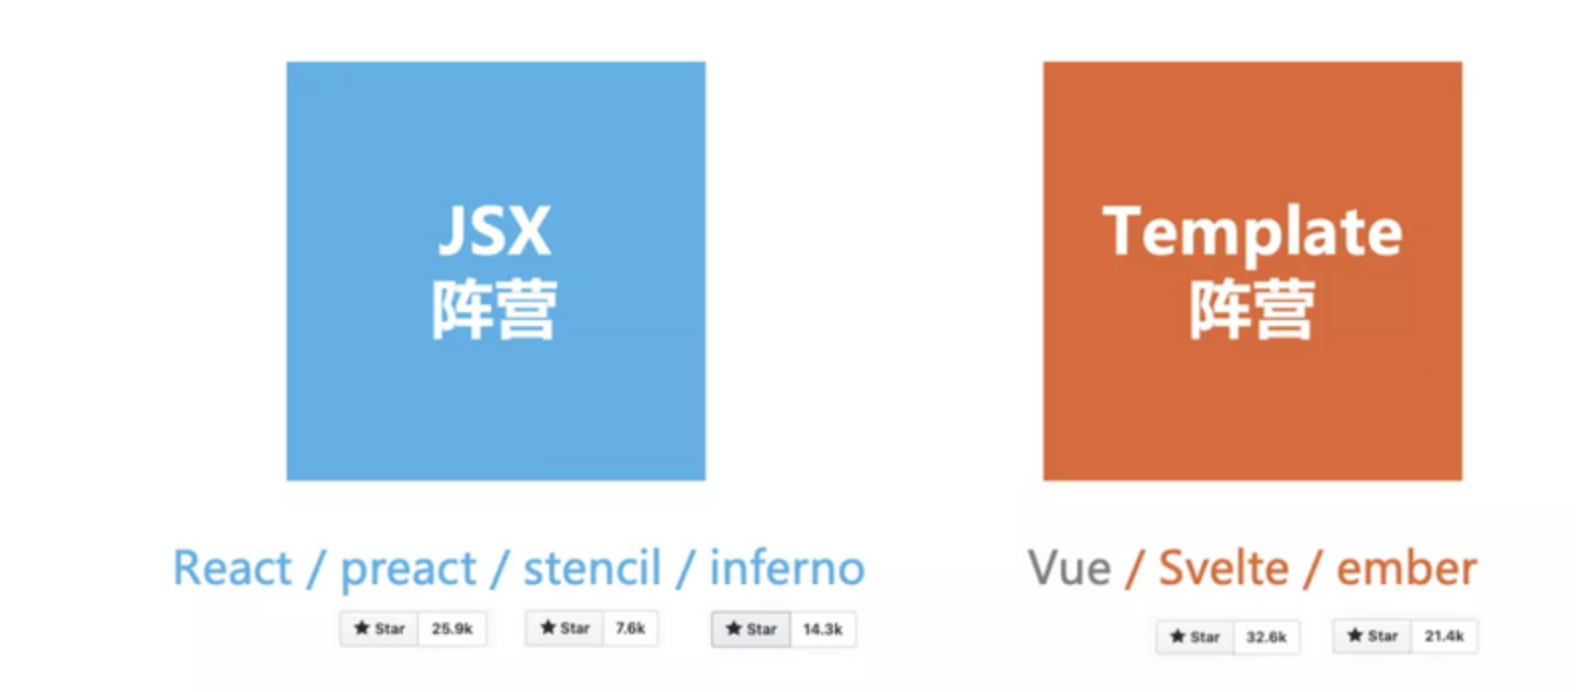 JSX
阵营
React / preact / stencil / inferno
★ Star 25.9k
★ Star 7.6k
★ Star 14.3k
Template
阵营
Vue / Svelte / ember
★ Star 32.6k
★ Star 21.4k